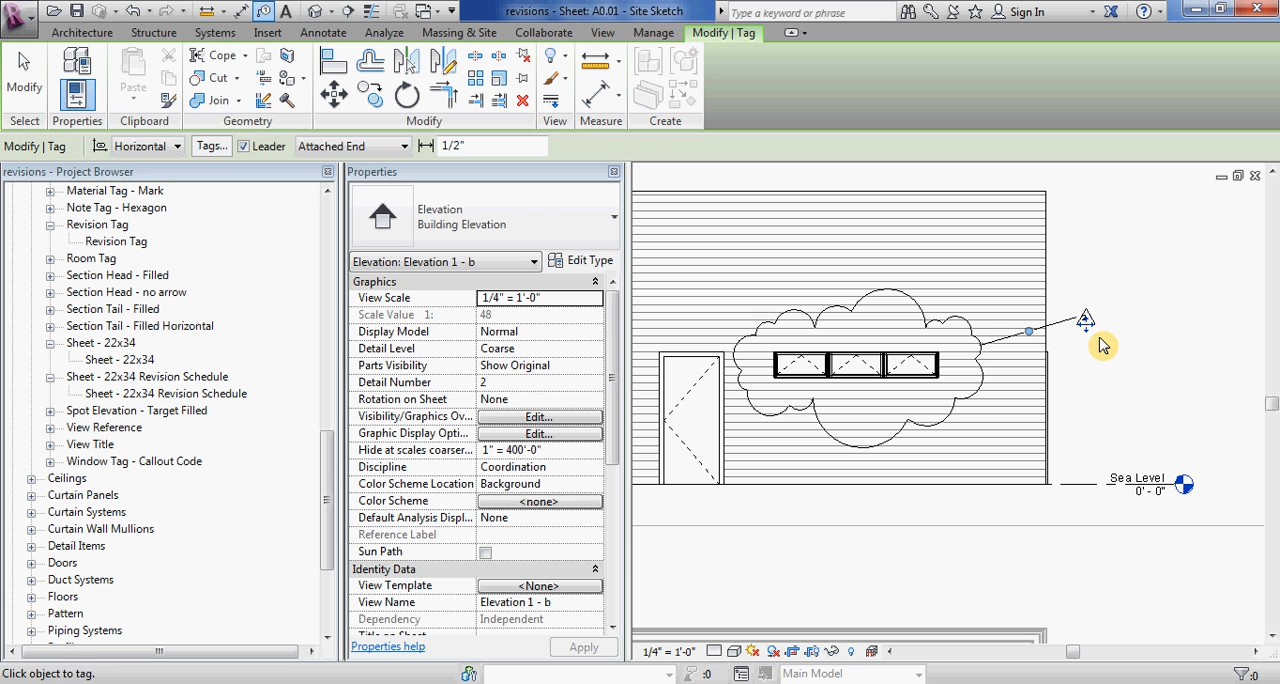 revisions - Sheet: A0.01 - Site Sketch
Type a keyword or phrase
Sign In
Architecture
Structure
Systems
Insert
Annotate
Analyze
Massing & Site
Collaborate
View
Manage
Modify | Tag
Modify
Paste
Cope
Cut
Join
Select
Properties
Clipboard
Geometry
Modify
View
Measure
Create
Modify | Tag
Horizontal
Tags...
Leader
Attached End
1/2"
revisions - Project Browser
Material Tag - Mark
Note Tag - Hexagon
Revision Tag
Revision Tag
Room Tag
Section Head - Filled
Section Head - no arrow
Section Tail - Filled
Section Tail - Filled Horizontal
Sheet - 22x34
Sheet - 22x34
Sheet - 22x34 Revision Schedule
Sheet - 22x34 Revision Schedule
Spot Elevation - Target Filled
View Reference
View Title
Window Tag - Callout Code
Ceilings
Curtain Panels
Curtain Systems
Curtain Wall Mullions
Detail Items
Doors
Duct Systems
Floors
Pattern
Piping Systems
Properties
Elevation
Building Elevation
Elevation: Elevation 1 - b
Edit Type
Graphics
View Scale 1/4" = 1'-0"
Scale Value 1: 48
Display Model Normal
Detail Level Coarse
Parts Visibility Show Original
Detail Number 2
Rotation on Sheet None
Visibility/Graphics Ov... Edit...
Graphic Display Opti... Edit...
Hide at scales coarser... 1" = 400'-0"
Discipline Coordination
Color Scheme Location Background
Color Scheme <none>
Default Analysis Displ... None
Reference Label
Sun Path
Identity Data
View Template <None>
View Name Elevation 1 - b
Dependency Independent
Properties help
Apply
Sea Level
0' - 0"
1/4" = 1'-0"
Click object to tag.
:0
Main Model
:0